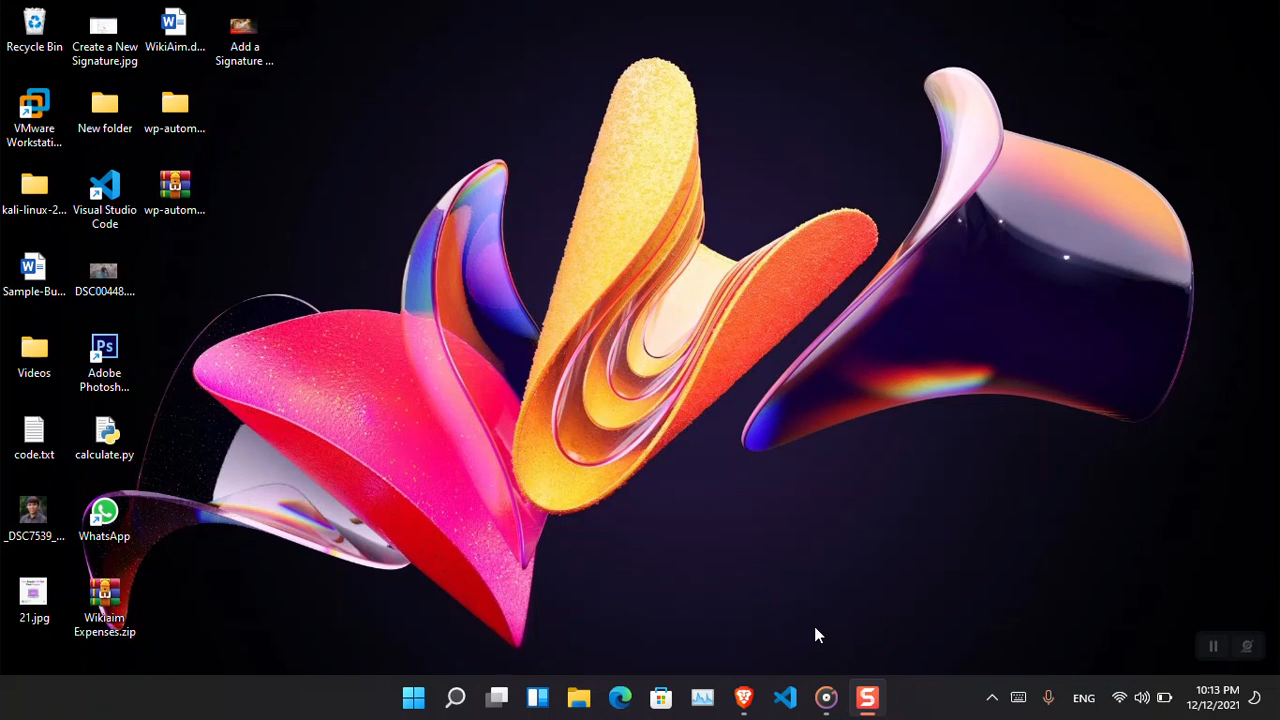 Recycle Bin
Create a New
Signature.jpg
WikiAim.d...
Add a
Signature ...
VMware
Workstati...
New folder
wp-autom...
kali-linux-2...
Visual Studio
Code
wp-autom...
Sample-Bu...
DSC00448....
Videos
Adobe
Photosh...
code.txt
calculate.py
_DSC7539_...
WhatsApp
21.jpg
Wikiaim
Expenses.zip
ENG
10:13 PM
12/12/2021